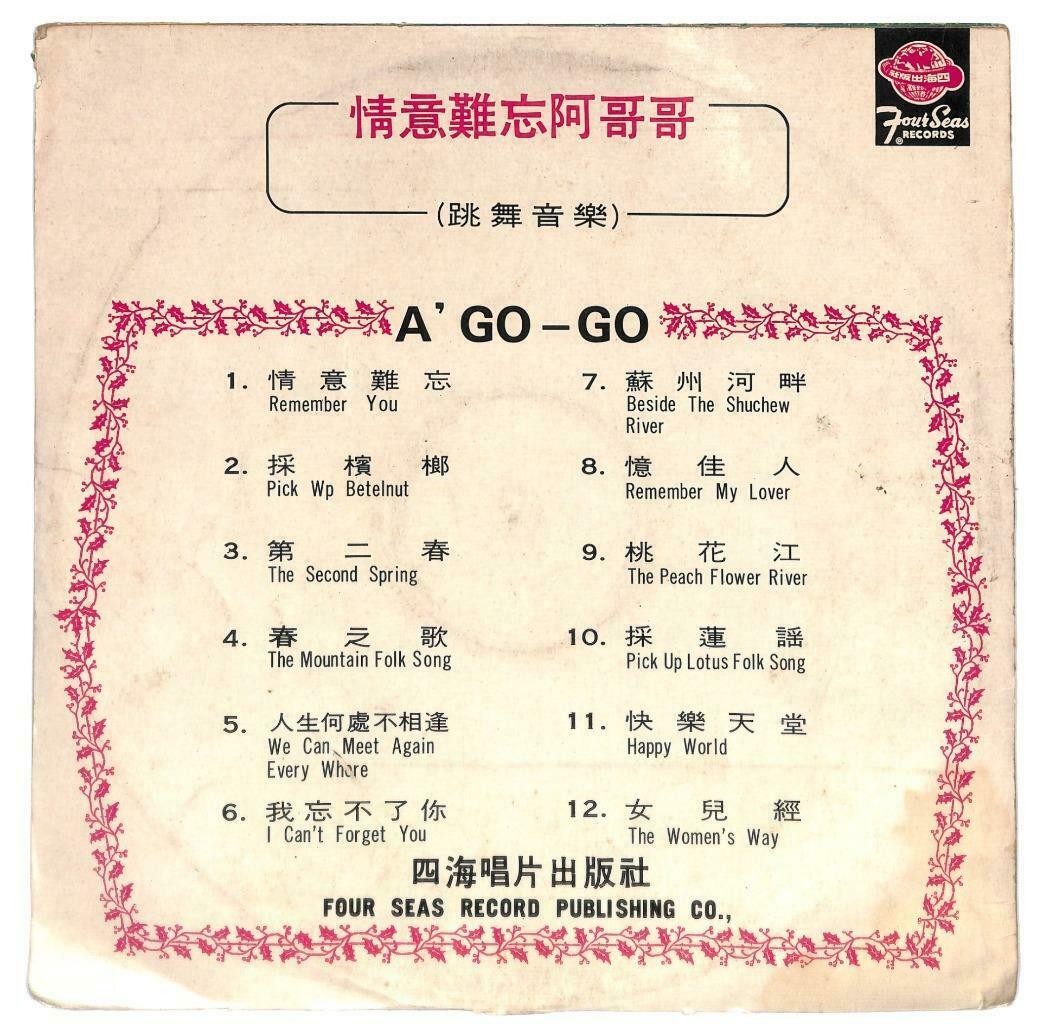 情意難忘阿哥哥
(跳舞音樂)
四海出版社
Four Seas
®RECORDS
A' GO-GO
1. 情意難忘
Remember You
2. 採檳榔
Pick Wp Betelnut
3. 第二春
The Second Spring
4. 春之歌
The Mountain Folk Song
5. 人生何處不相逢
We Can Meet Again
Every Whore
6. 我忘不了你
I Can't Forget You
7. 蘇州河畔
Beside The Shuchew
River
8. 憶佳人
Remember My Lover
9. 桃花江
The Peach Flower River
10. 採蓮謠
Pick Up Lotus Folk Song
11. 快樂天堂
Happy World
12. 女兒經
The Women's Way
四海唱片出版社
FOUR SEAS RECORD PUBLISHING CO.,